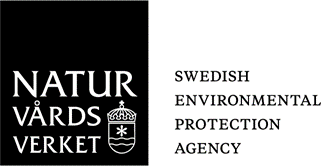 NATUR
VÅRDS
VERKET
SWEDISH
ENVIRONMENTAL
PROTECTION
AGENCY